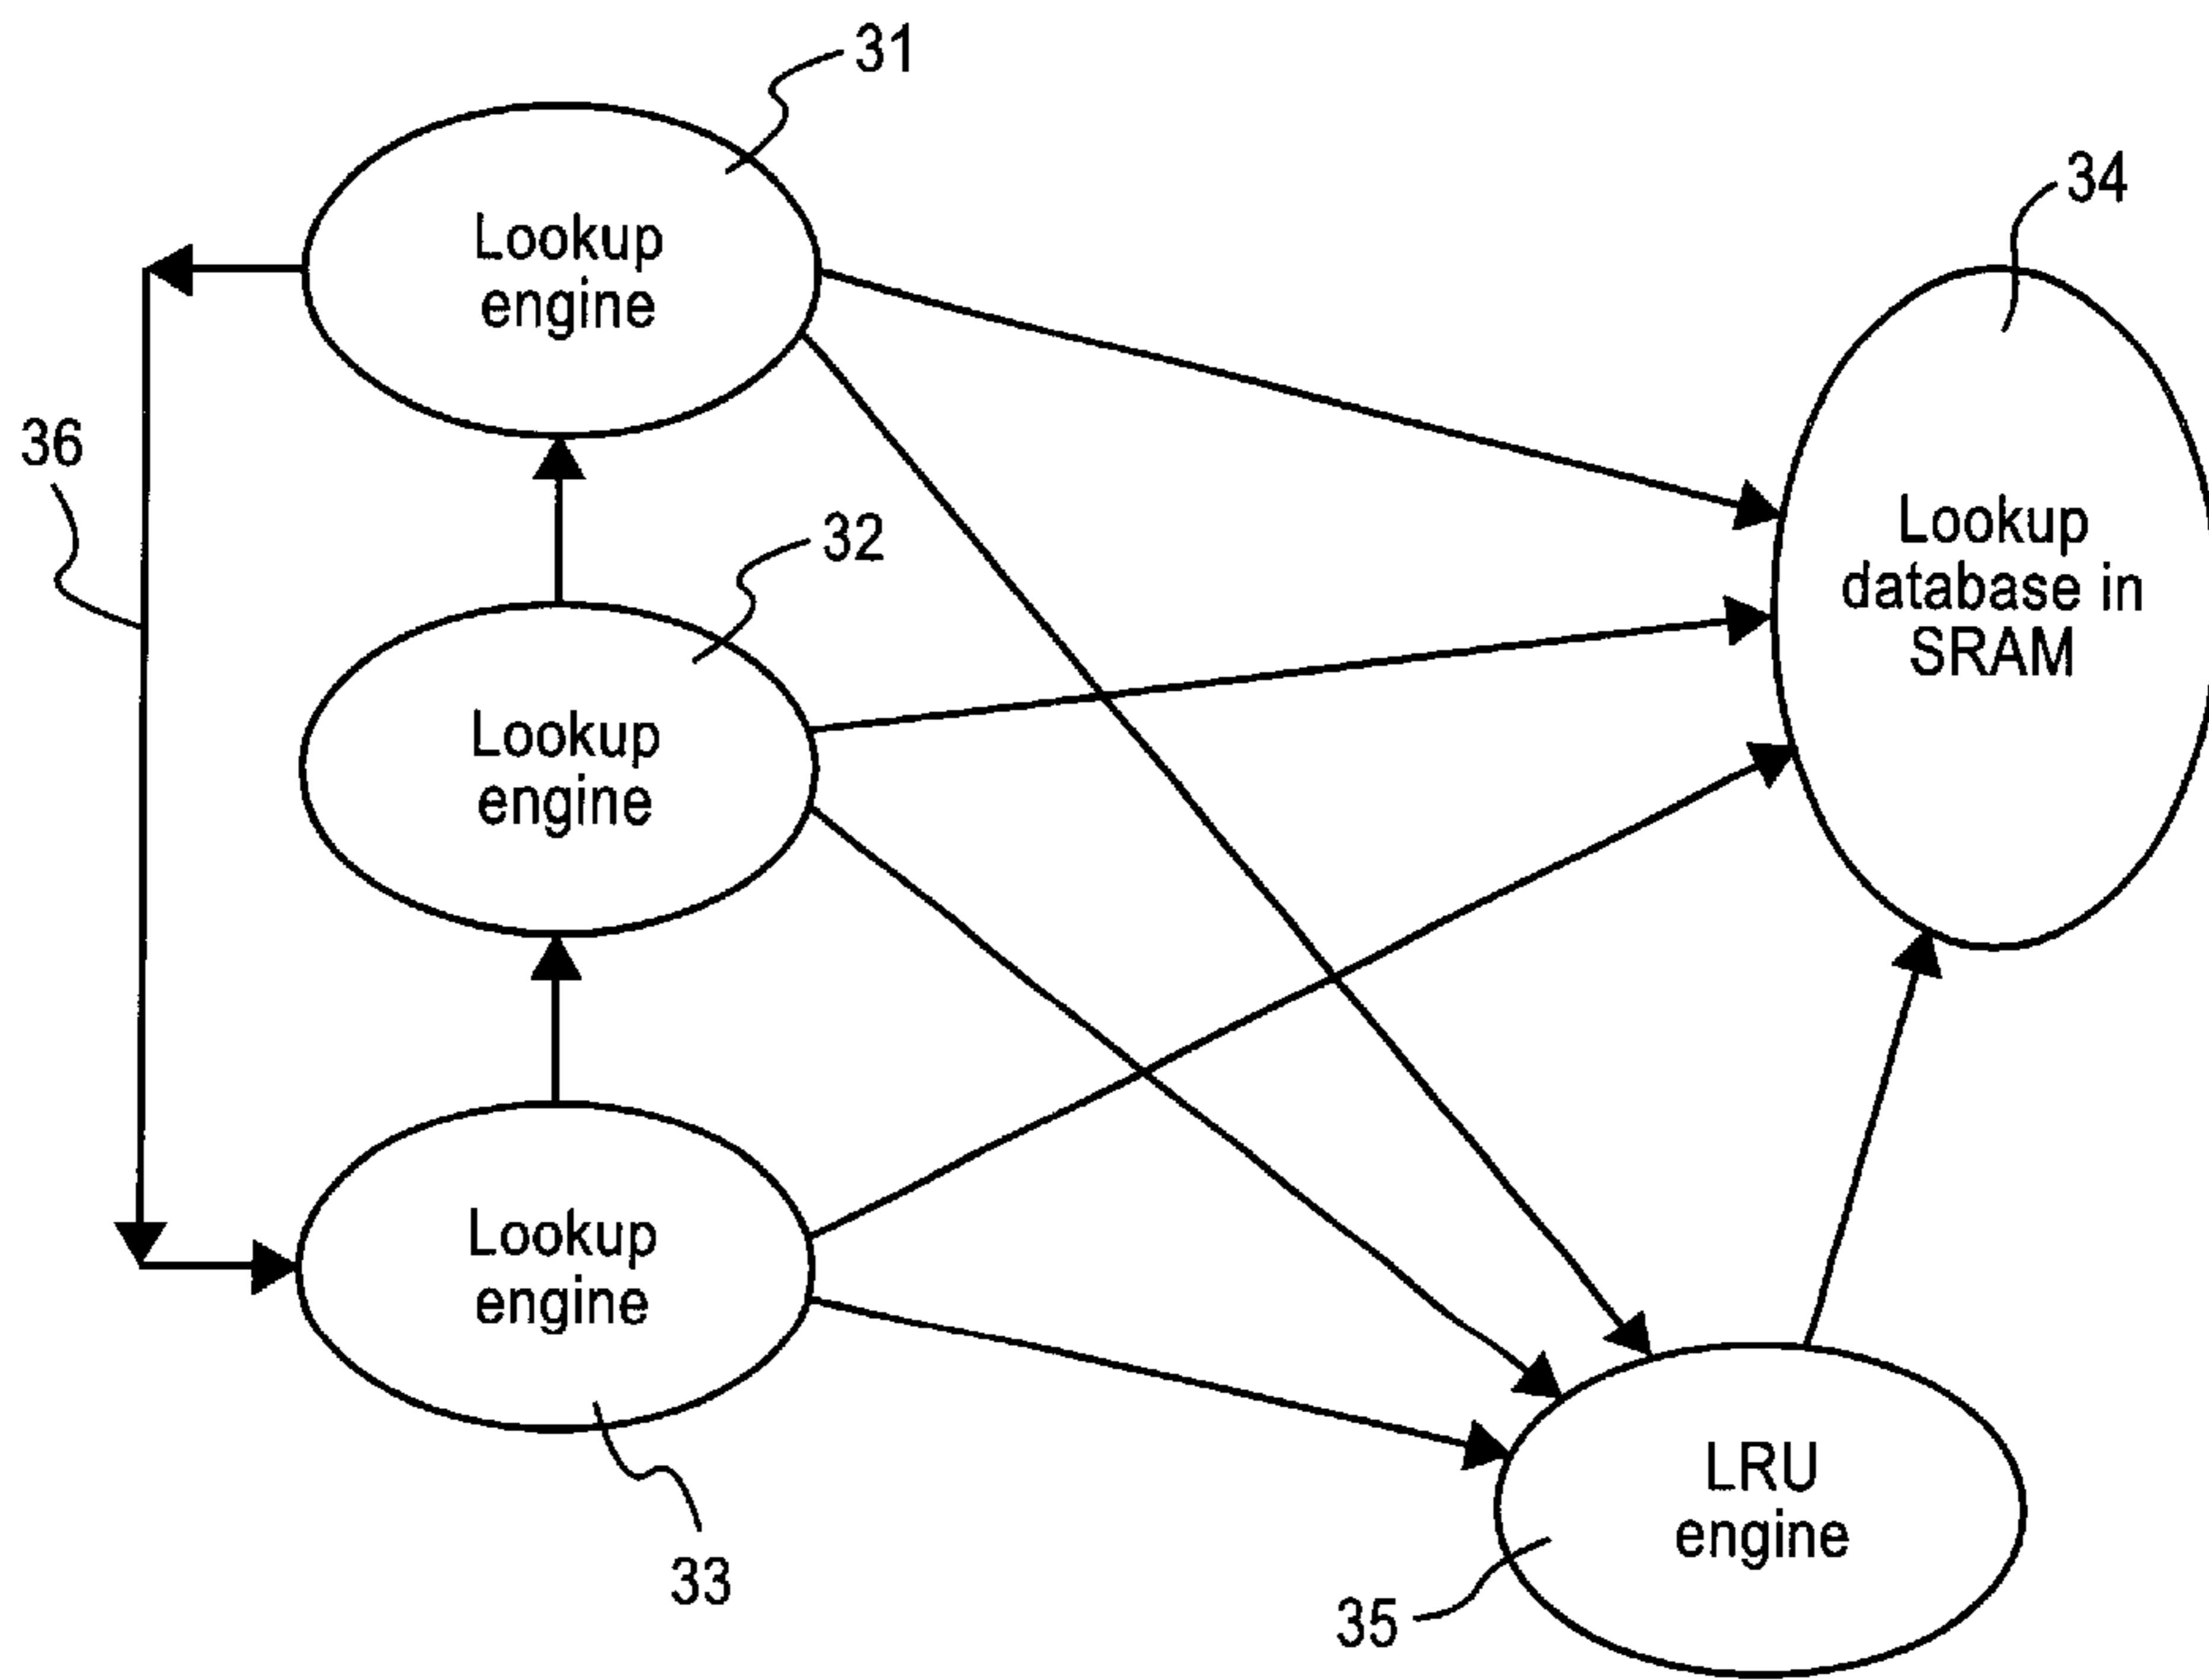 31
Lookup
engine
34
36
Lookup
database in
SRAM
32
Lookup
engine
Lookup
engine
33
LRU
engine
35